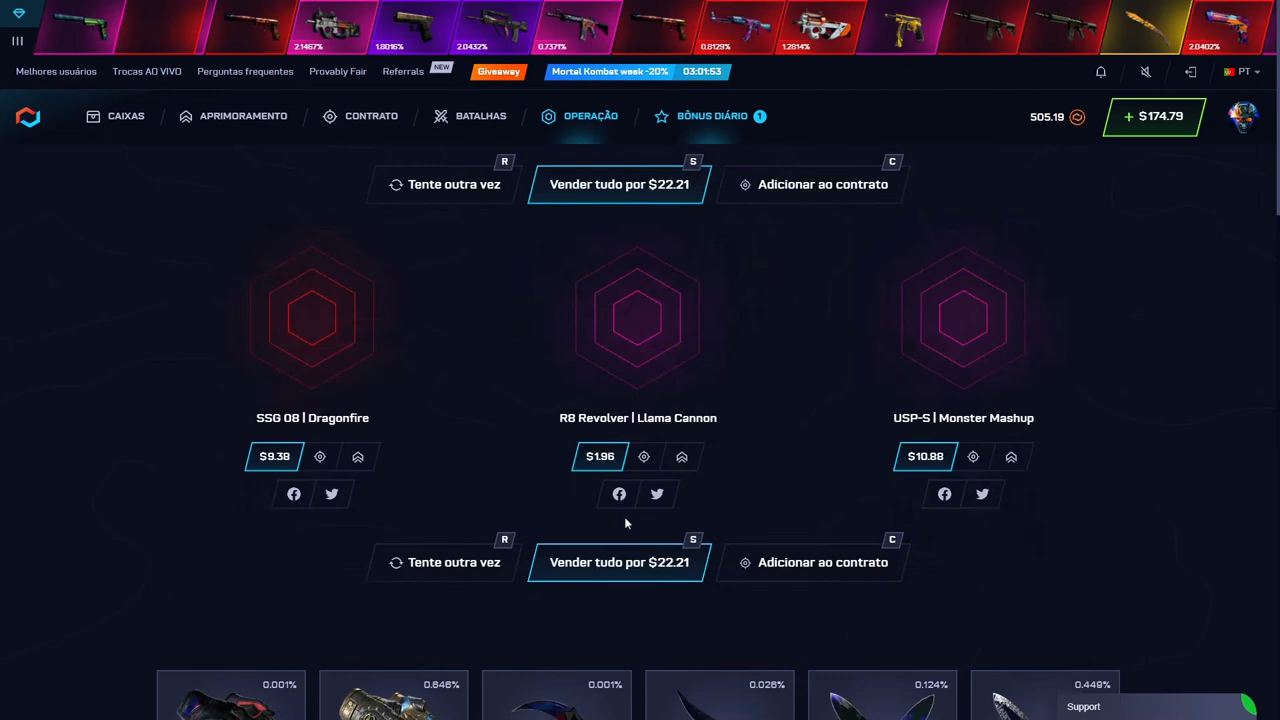 2.1467%
1.8016%
2.0432%
0.7371%
0.8129%
1.2814%
2.0402%
Melhores usuários
Trocas AO VIVO
Perguntas frequentes
Provably Fair
Referrals
NEW
Giveaway
Mortal Kombat week -20%
03:01:53
PT
CAIXAS
APRIMORAMENTO
CONTRATO
BATALHAS
OPERAÇÃO
BÔNUS DIÁRIO 1
505.19
+ $174.79
R
S
C
Tente outra vez
Vender tudo por $22.21
Adicionar ao contrato
SSG 08 | Dragonfire
R8 Revolver | Llama Cannon
USP-S | Monster Mashup
$9.38
$1.96
$10.88
R
S
C
Tente outra vez
Vender tudo por $22.21
Adicionar ao contrato
0.001%
0.646%
0.001%
0.026%
0.124%
0.449%
Support